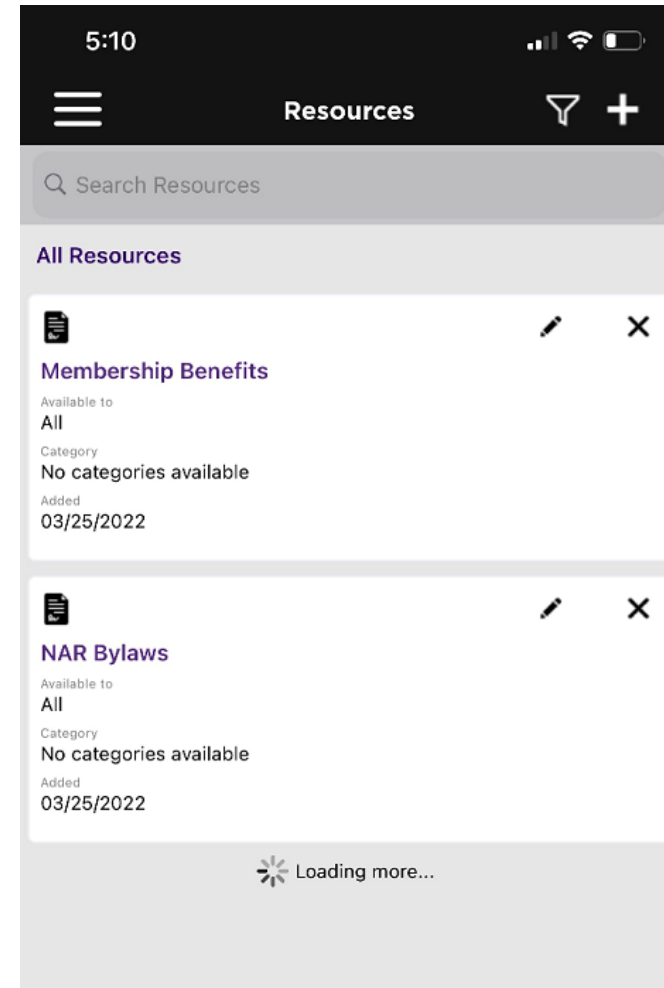 5:10
Resources
Search Resources
All Resources
Membership Benefits
Available to
All
Category
No categories available
Added
03/25/2022
NAR Bylaws
Available to
All
Category
No categories available
Added
03/25/2022
Loading more...